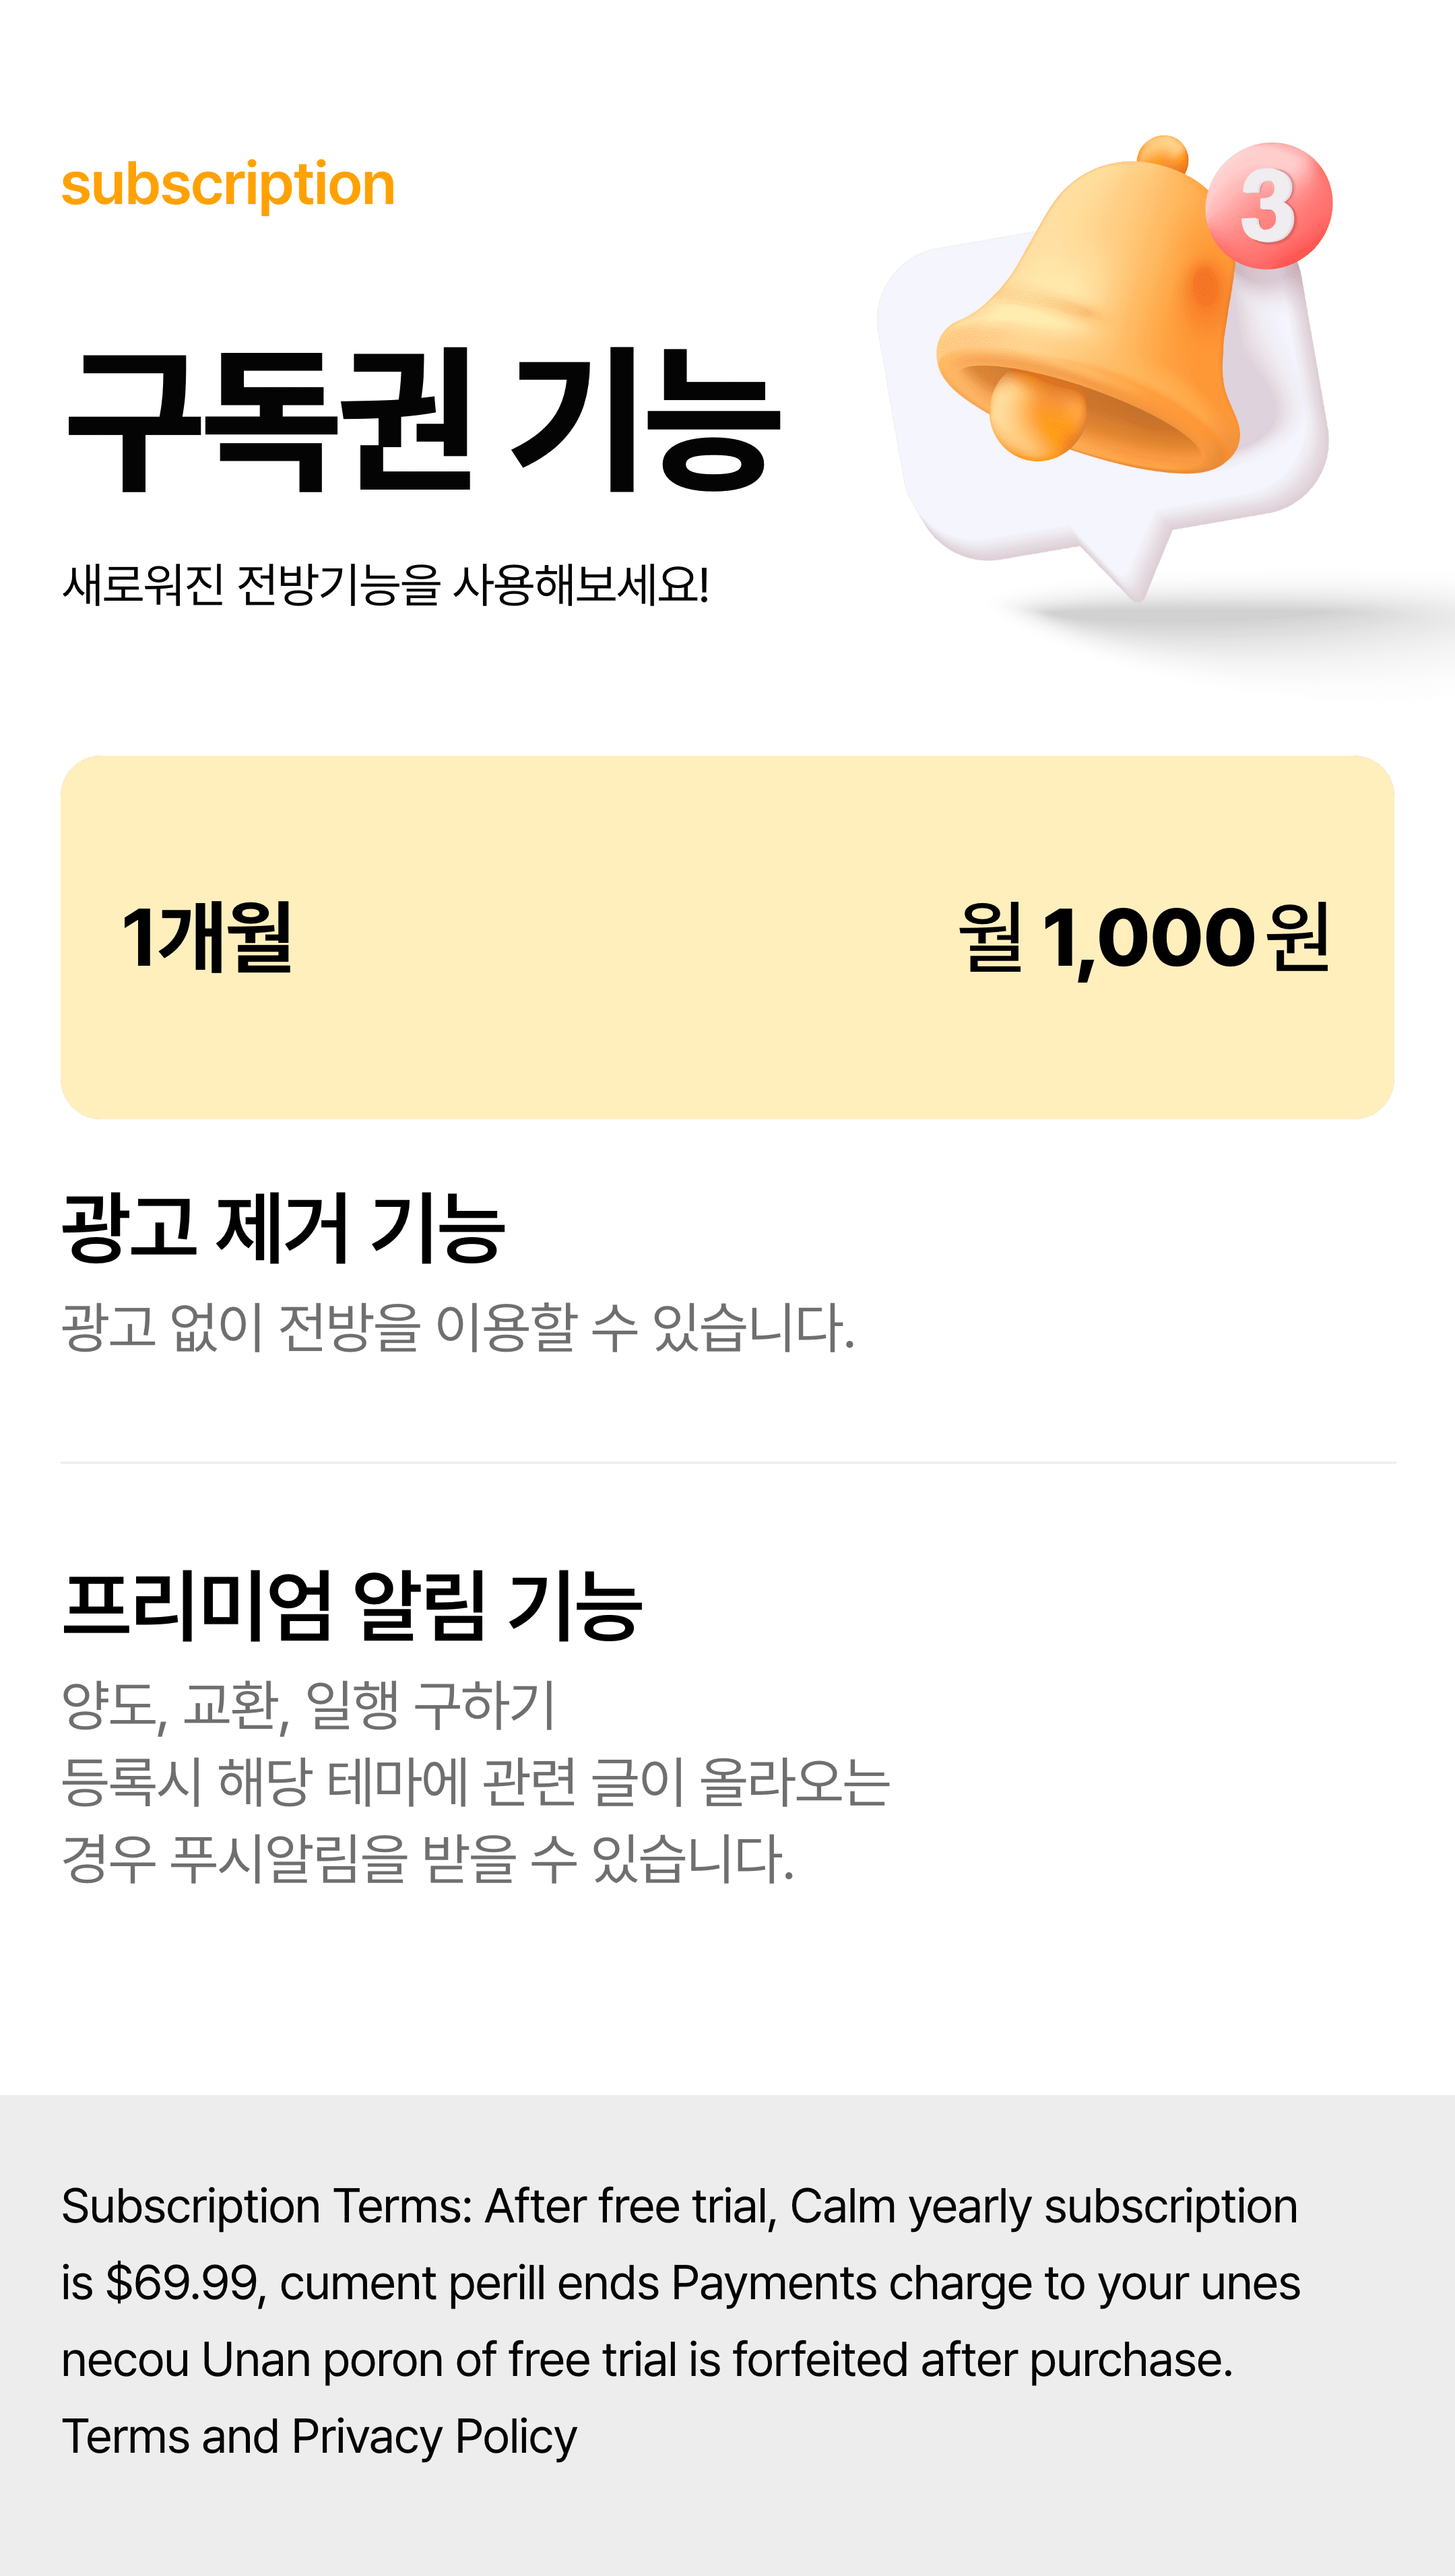 subscription
3
구독권 기능
새로워진 전방기능을 사용해보세요!
1개월 월 1,000원
광고 제거 기능
광고 없이 전방을 이용할 수 있습니다.
프리미엄 알림 기능
양도, 교환, 일행 구하기
등록시 해당 테마에 관련 글이 올라오는
경우 푸시알림을 받을 수 있습니다.
Subscription Terms: After free trial, Calm yearly subscription
is $69.99, cument perill ends Payments charge to your unes
necou Unan poron of free trial is forfeited after purchase.
Terms and Privacy Policy